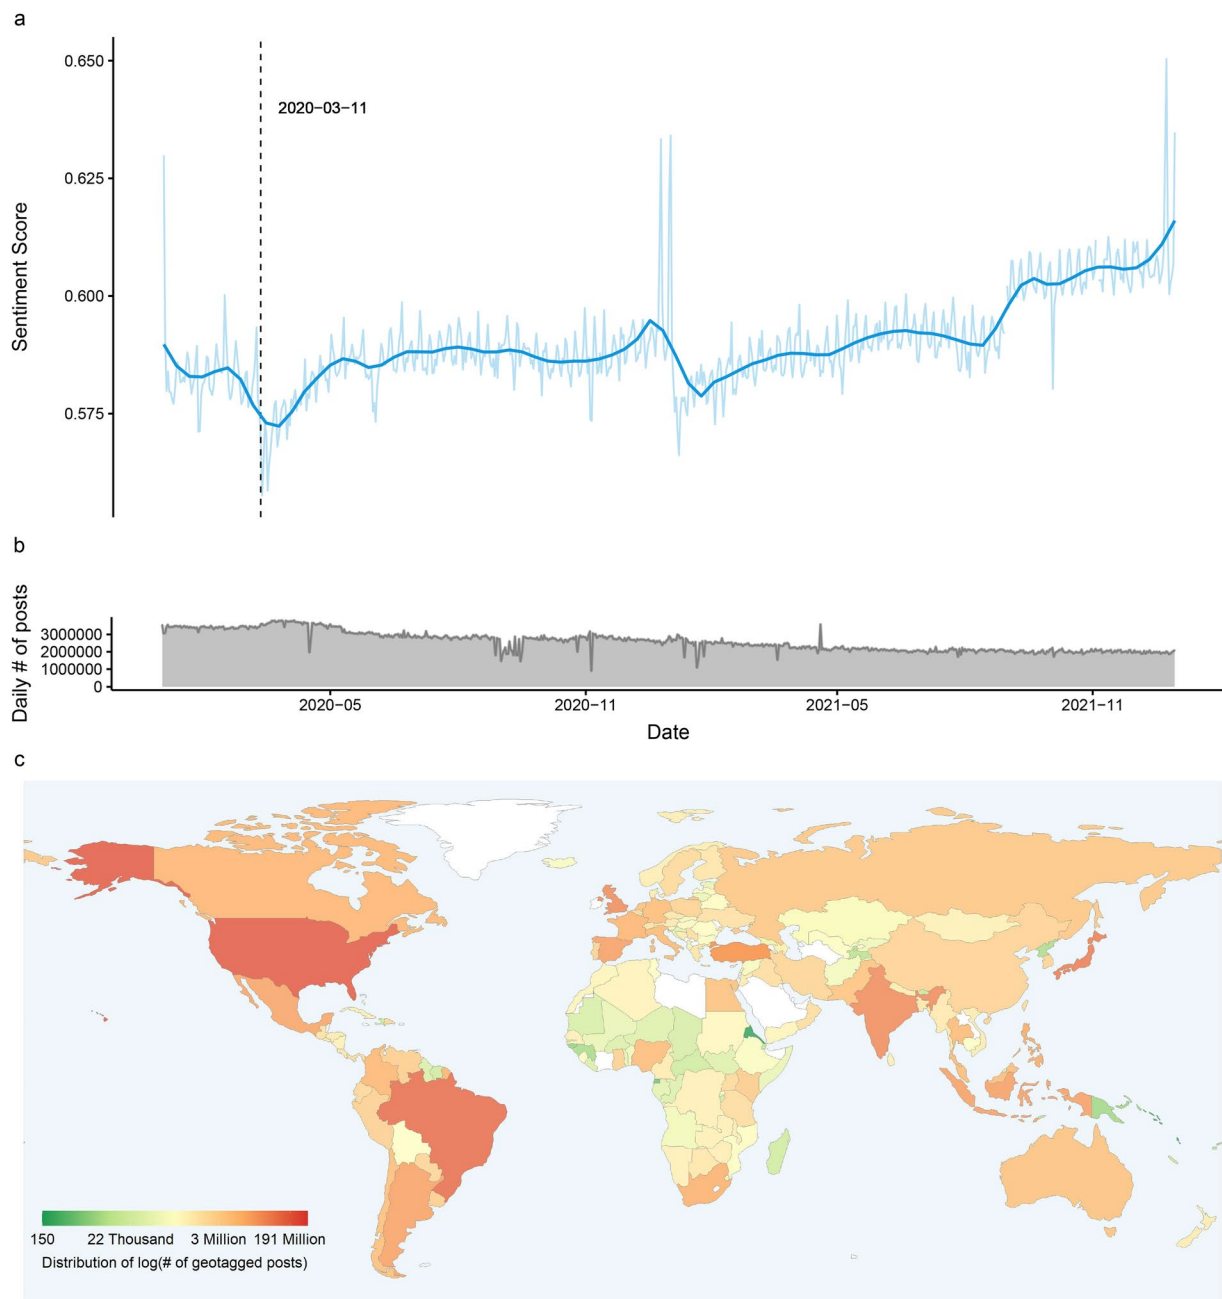 a
0.650
2020-03-11
0.625
Sentiment Score
0.600
0.575
b
Daily # of posts
3000000
2000000
1000000
0
2020-05 2020-11 2021-05 2021-11
Date
c
150 22 Thousand 3 Million 191 Million
Distribution of log(# of geotagged posts)